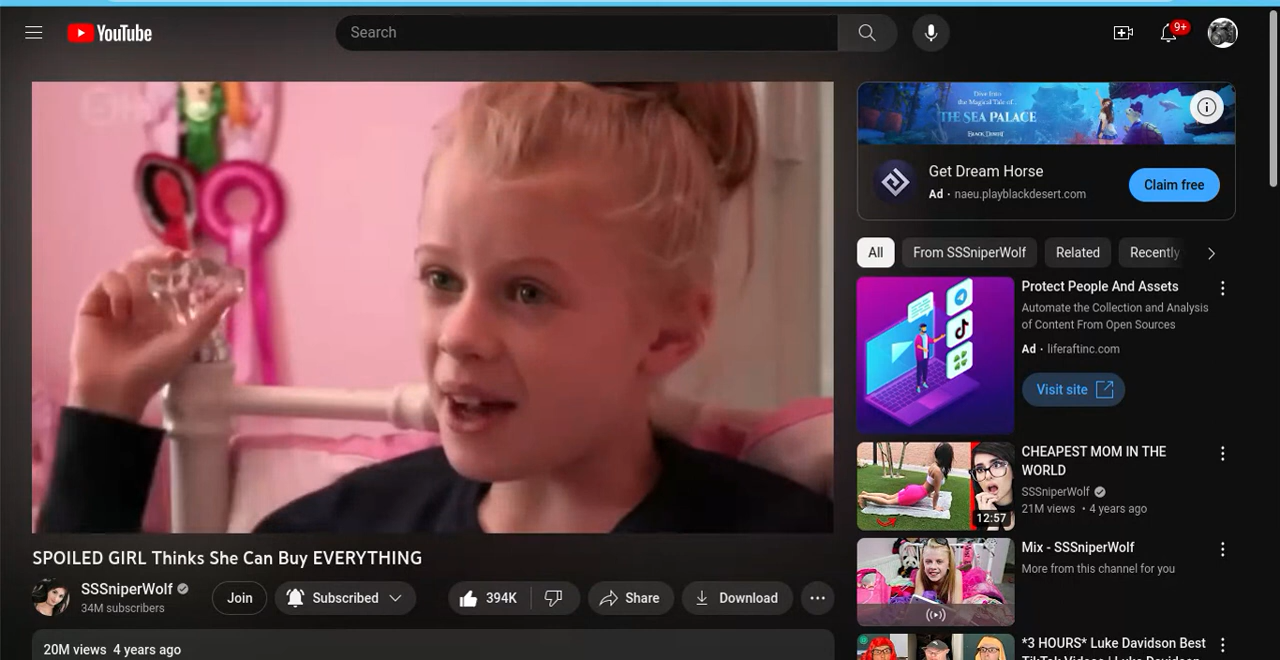 YouTube
Search
9+
Dive Into
the Magical Tale of...
THE SEA PALACE
BLACK DESERT
Get Dream Horse
Ad · naeu.playblackdesert.com
Claim free
All
From SSSniperWolf
Related
Recently
Protect People And Assets
Automate the Collection and Analysis
of Content From Open Sources
Ad · liferaftinc.com
Visit site
CHEAPEST MOM IN THE
WORLD
SSSniperWolf
21M views • 4 years ago
12:57
Mix - SSSniperWolf
More from this channel for you
*3 HOURS* Luke Davidson Best
TikTok Videos | Luke Davidson
SPOILED GIRL Thinks She Can Buy EVERYTHING
SSSniperWolf
34M subscribers
Join
Subscribed
394K
Share
Download
20M views 4 years ago